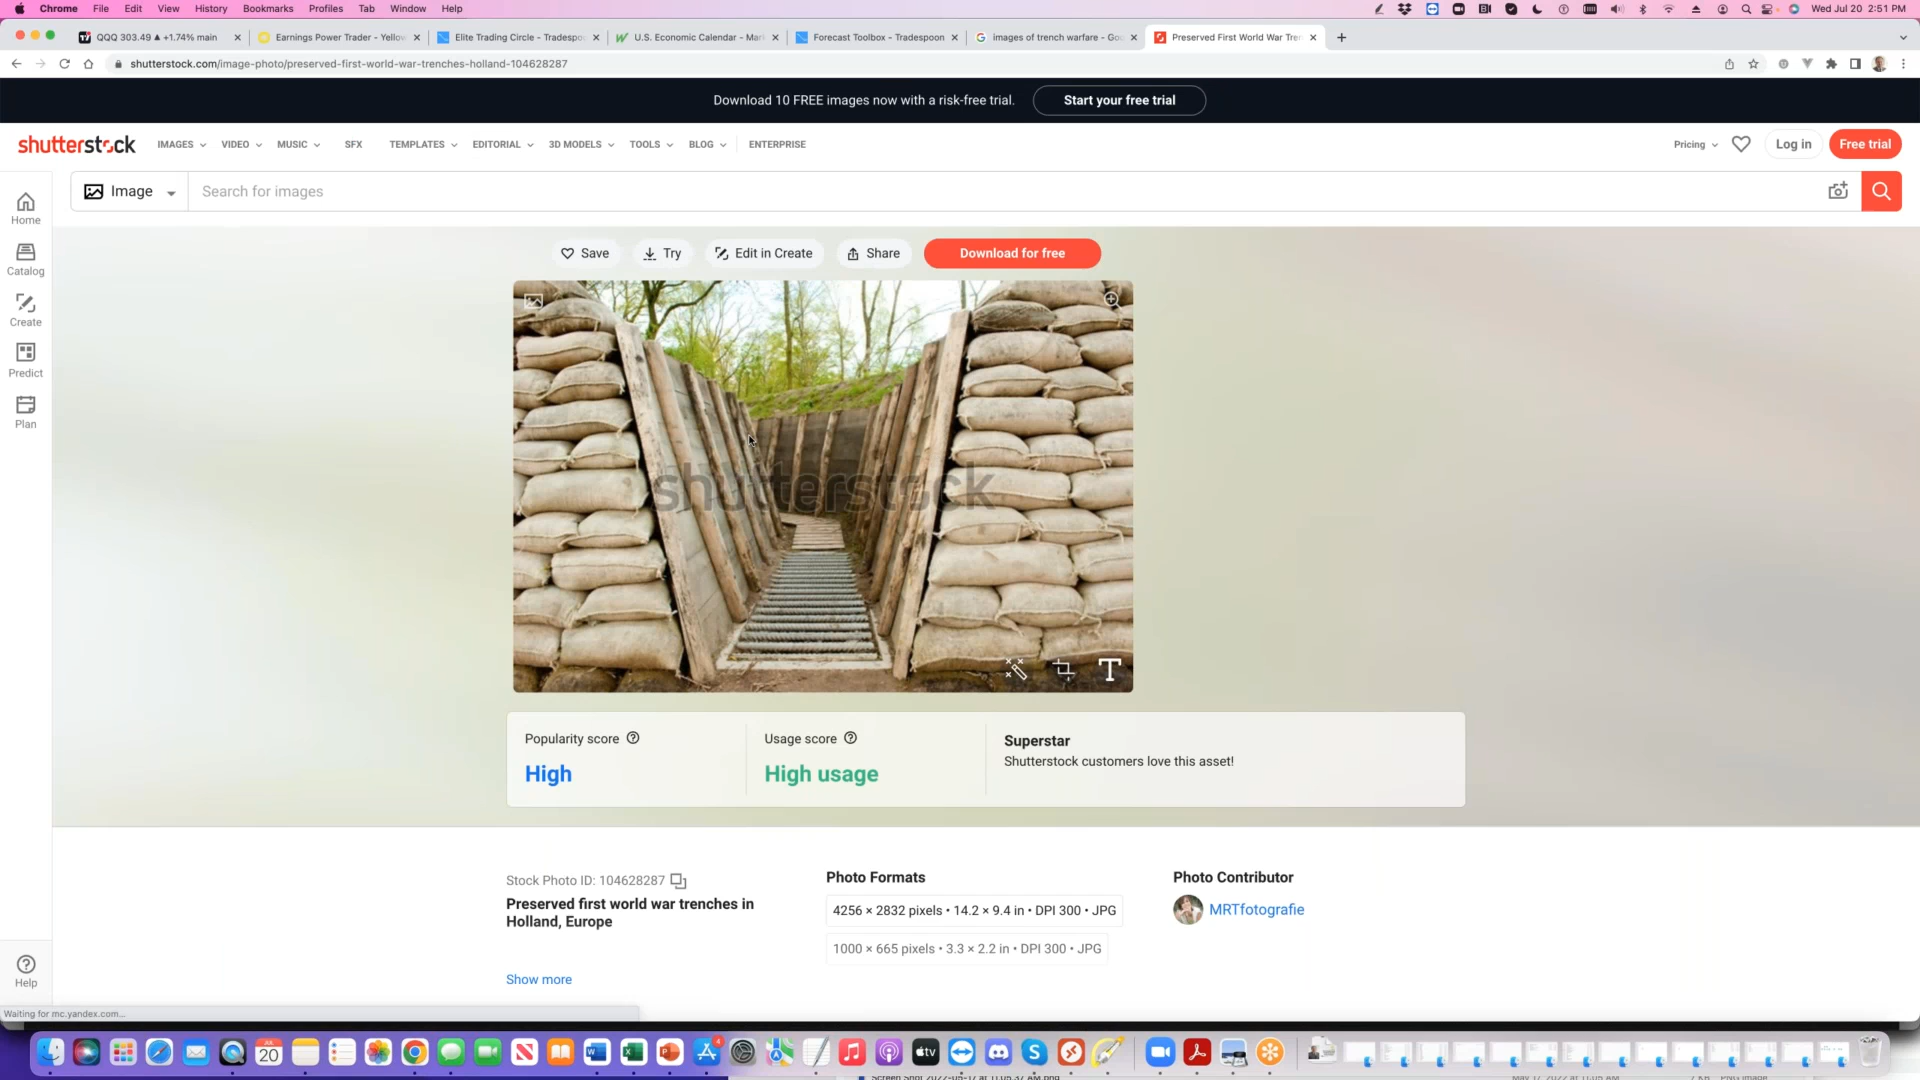 Chrome File Edit View History Bookmarks Profiles Tab Window Help Wed Jul 20 2:51 PM
QQQ 303.49 ▲ +1.74% main
Earnings Power Trader - Yellow
Elite Trading Circle - Tradespoo
U.S. Economic Calendar - Mar
Forecast Toolbox - Tradespoon
images of trench warfare - Goo
Preserved First World War Tren
shutterstock.com/image-photo/preserved-first-world-war-trenches-holland-104628287
Download 10 FREE images now with a risk-free trial. Start your free trial
shutterstock IMAGES VIDEO MUSIC SFX TEMPLATES EDITORIAL 3D MODELS TOOLS BLOG ENTERPRISE Pricing Log in Free trial
Image Search for images
Home
Catalog
Create
Predict
Plan
Help
Save Try Edit in Create Share Download for free
shutterstock
T
Popularity score
High
Usage score
High usage
Superstar
Shutterstock customers love this asset!
Stock Photo ID: 104628287
Preserved first world war trenches in
Holland, Europe
Show more
Photo Formats
4256 × 2832 pixels • 14.2 × 9.4 in • DPI 300 • JPG
1000 × 665 pixels • 3.3 × 2.2 in • DPI 300 • JPG
Photo Contributor
MRTfotografie
Waiting for mc.yandex.com...
JUL
20
tv
4